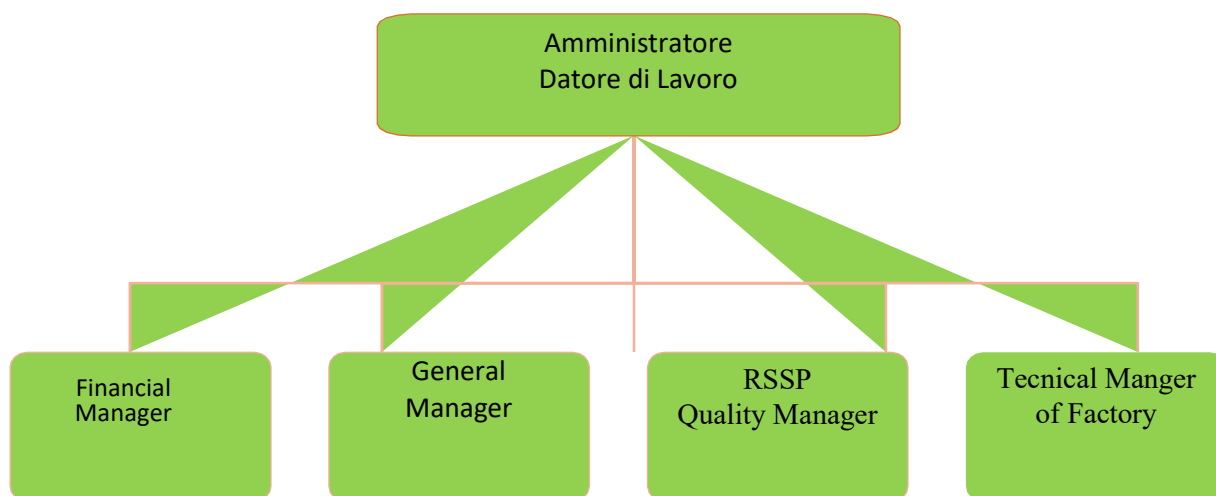 Amministratore
Datore di Lavoro
Financial
Manager
General
Manager
RSSP
Quality Manager
Tecnical Manger
of Factory